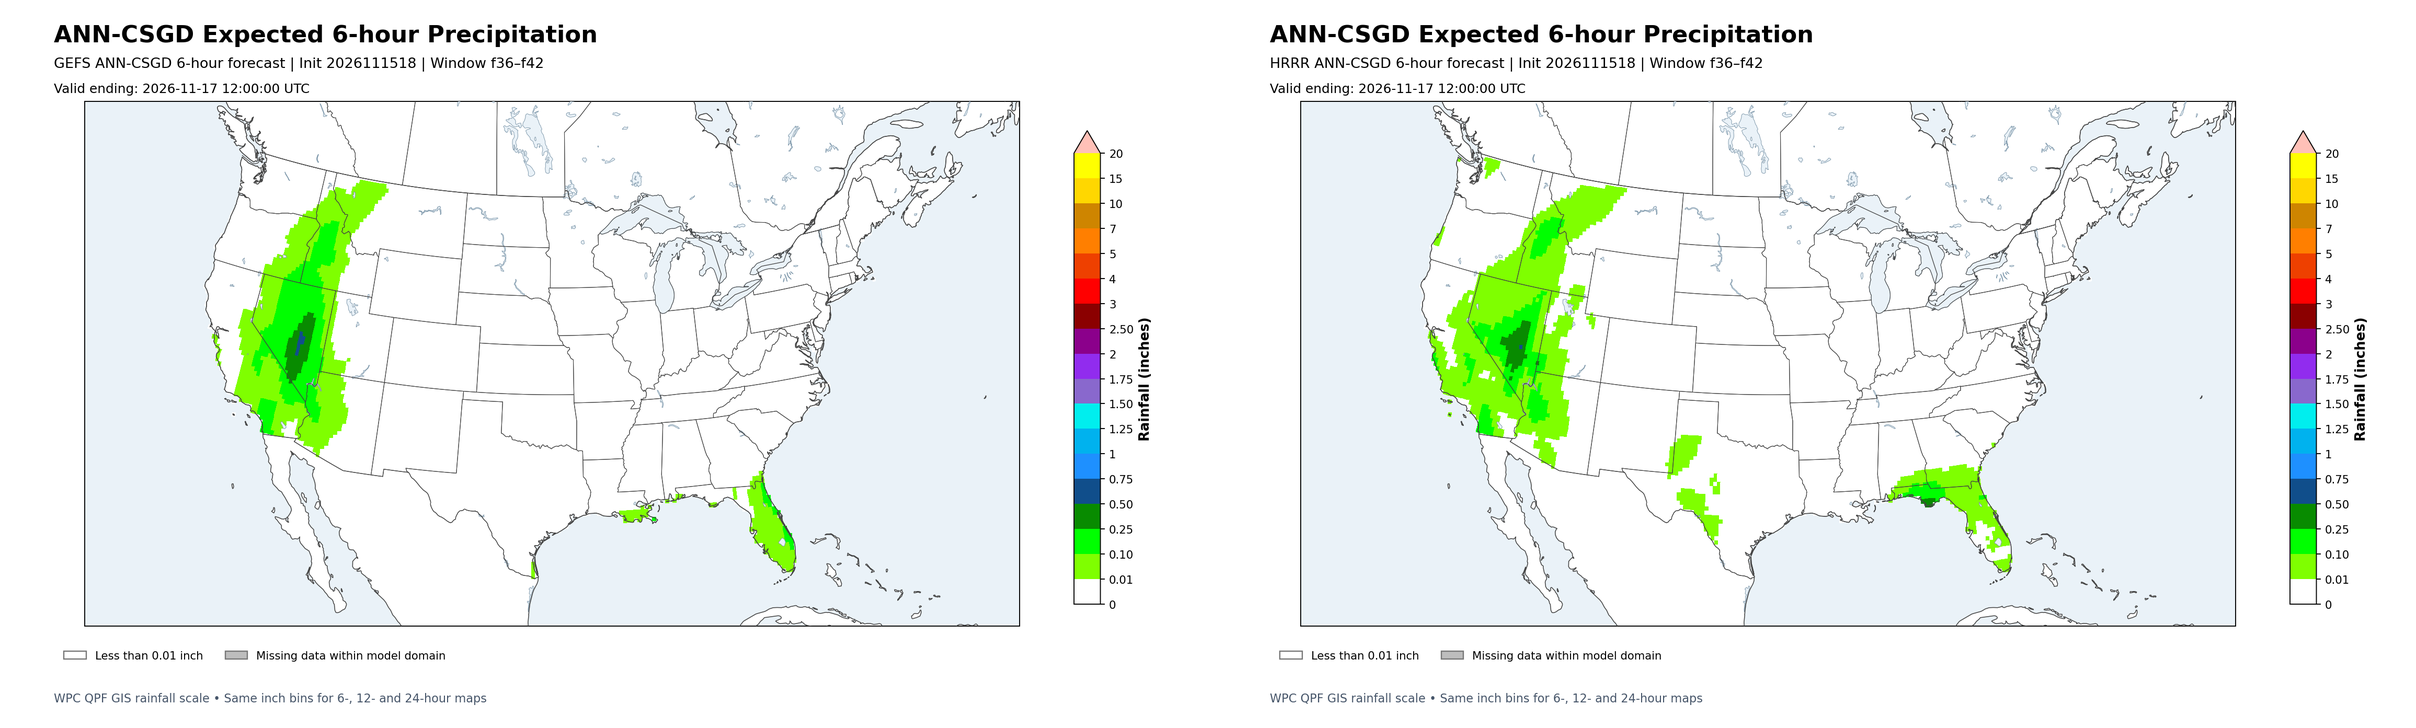 ANN-CSGD Expected 6-hour Precipitation
GEFS ANN-CSGD 6-hour forecast | Init 2026111518 | Window f36–f42
Valid ending: 2026-11-17 12:00:00 UTC
20
15
10
7
5
4
3
2.50
2
1.75
1.50
1.25
1
0.75
0.50
0.25
0.10
0.01
0
Rainfall (inches)
Less than 0.01 inch
Missing data within model domain
WPC QPF GIS rainfall scale • Same inch bins for 6-, 12- and 24-hour maps
ANN-CSGD Expected 6-hour Precipitation
HRRR ANN-CSGD 6-hour forecast | Init 2026111518 | Window f36–f42
Valid ending: 2026-11-17 12:00:00 UTC
20
15
10
7
5
4
3
2.50
2
1.75
1.50
1.25
1
0.75
0.50
0.25
0.10
0.01
0
Rainfall (inches)
Less than 0.01 inch
Missing data within model domain
WPC QPF GIS rainfall scale • Same inch bins for 6-, 12- and 24-hour maps